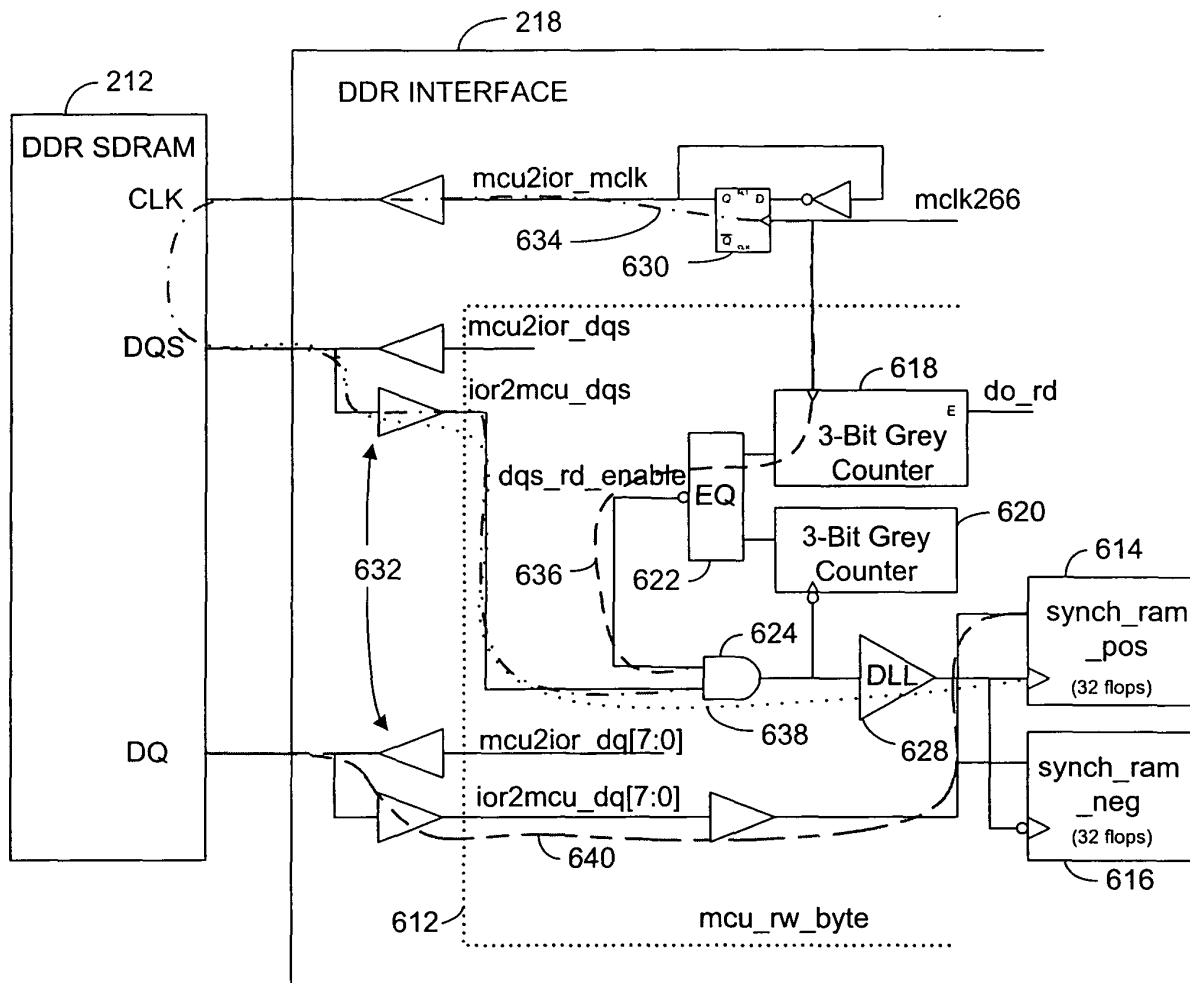 218
212
DDR INTERFACE
DDR SDRAM
CLK
mcu2ior_mclk
Q
D
mclk266
634
Q
630
DQS
mcu2ior_dqs
ior2mcu_dqs
618
E
do_rd
3-Bit Grey
Counter
dqs_rd_enable
EQ
620
3-Bit Grey
Counter
632
636
622
614
synch_ram
_pos
(32 flops)
624
DLL
638
628
DQ
mcu2ior_dq[7:0]
synch_ram
_neg
(32 flops)
ior2mcu_dq[7:0]
640
616
612
mcu_rw_byte